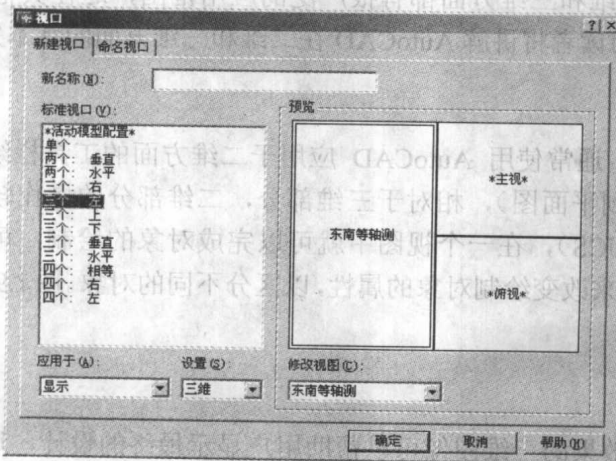 视口
新建视口 命名视口
新名称(N):
标准视口(V):
*活动模型配置*
单个
两个: 垂直
两个: 水平
三个: 右
三个: 左
三个: 上
三个: 下
三个: 垂直
三个: 水平
四个: 相等
四个: 右
四个: 左
预览
东南等轴测
*主视*
*俯视*
应用于(A): 设置(S): 修改视图(C):
显示 三维 东南等轴测
确定 取消 帮助(H)